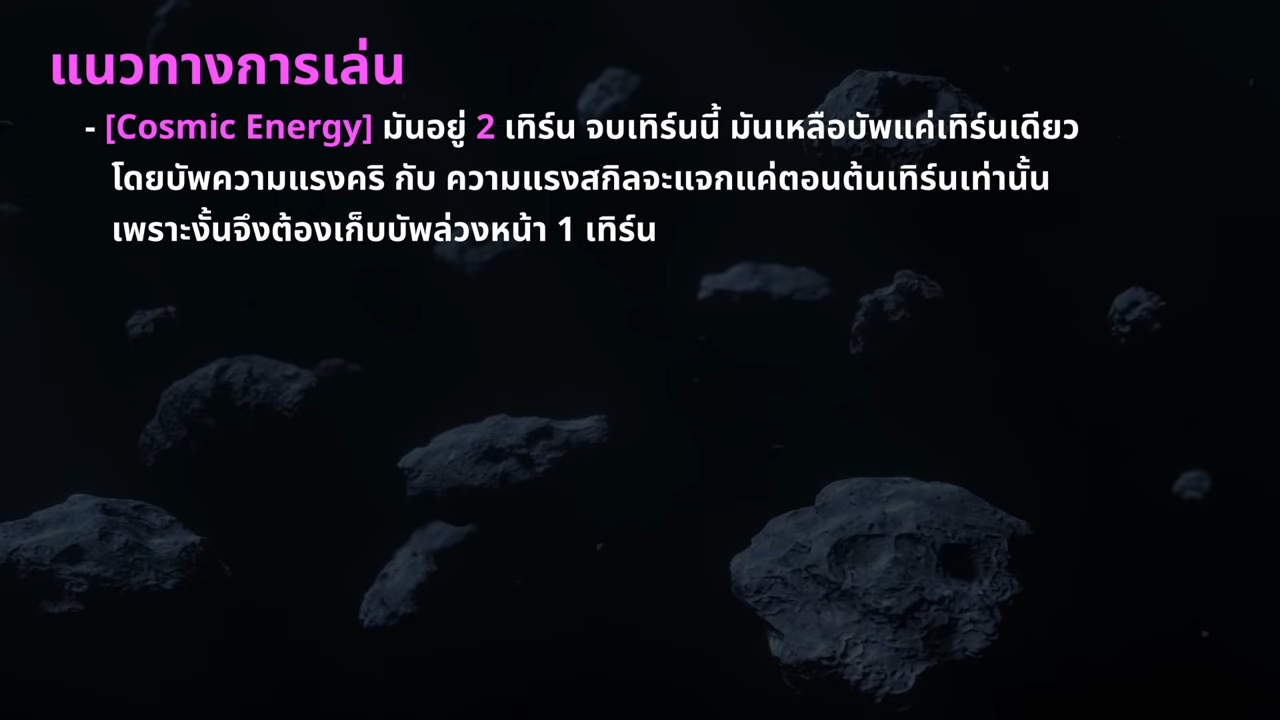 แนวทางการเล่น
- [Cosmic Energy] มันอยู่ 2 เทิร์น จบเทิร์นนี้ มันเหลือบัพแค่เทิร์นเดียว
โดยบัพความแรงคริ กับ ความแรงสกิลจะแจกแค่ตอนต้นเทิร์นเท่านั้น
เพราะงั้นจึงต้องเก็บบัพล่วงหน้า 1 เทิร์น